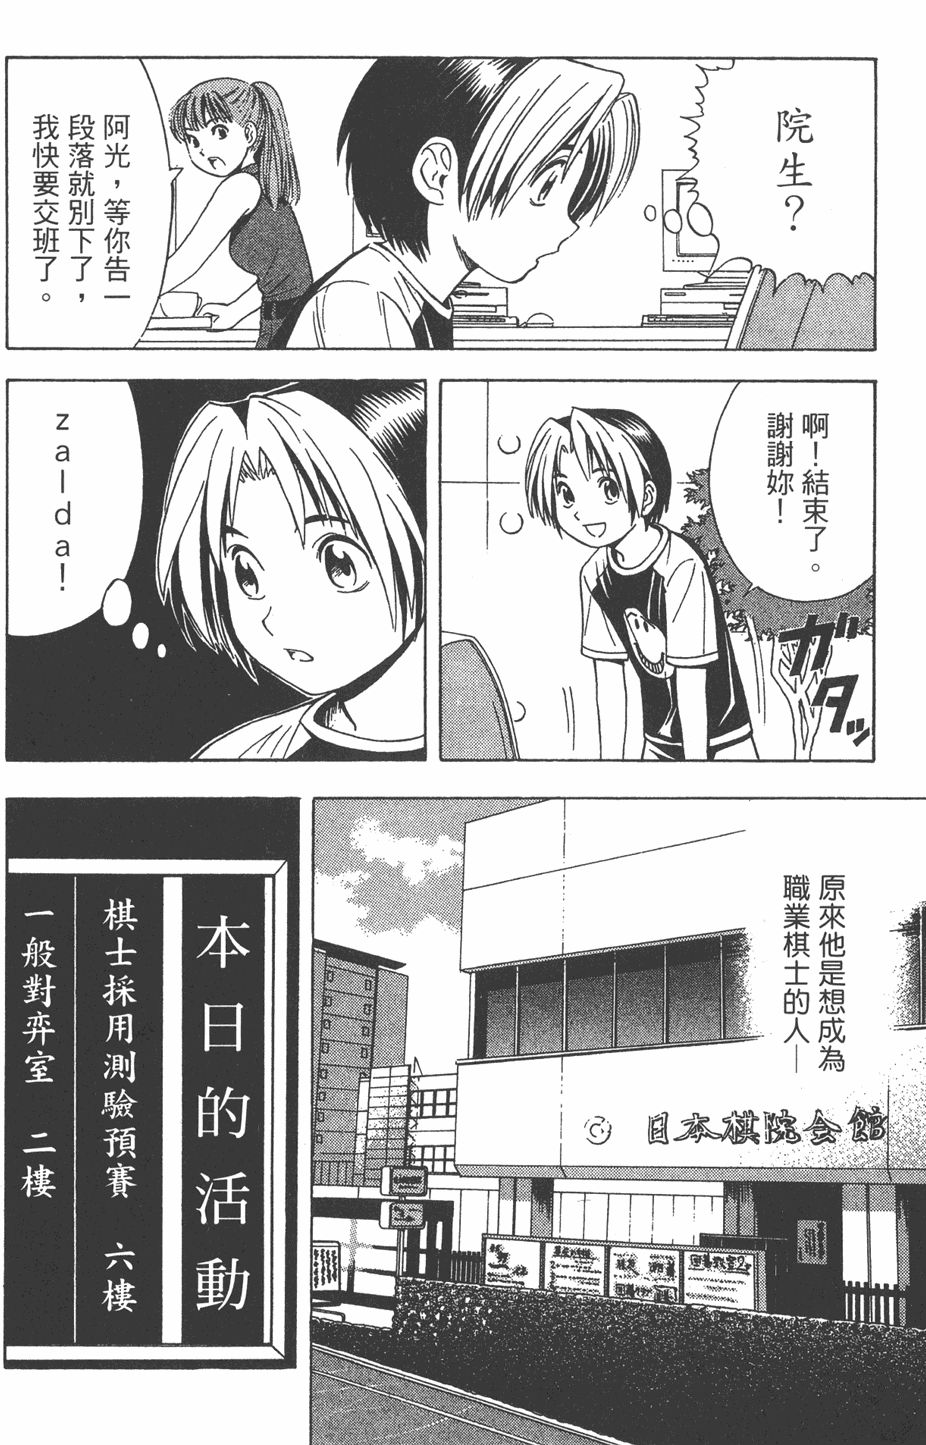 院生？
阿光，等你告一
段落就別下了，
我快要交班了。
啊！結束了。
謝謝妳！
ガタッ
zalda！
原來他是想成為
職業棋士的人—
日本棋院会館
本日的活動
棋士採用測驗預賽 六樓
一般對弈室 二樓